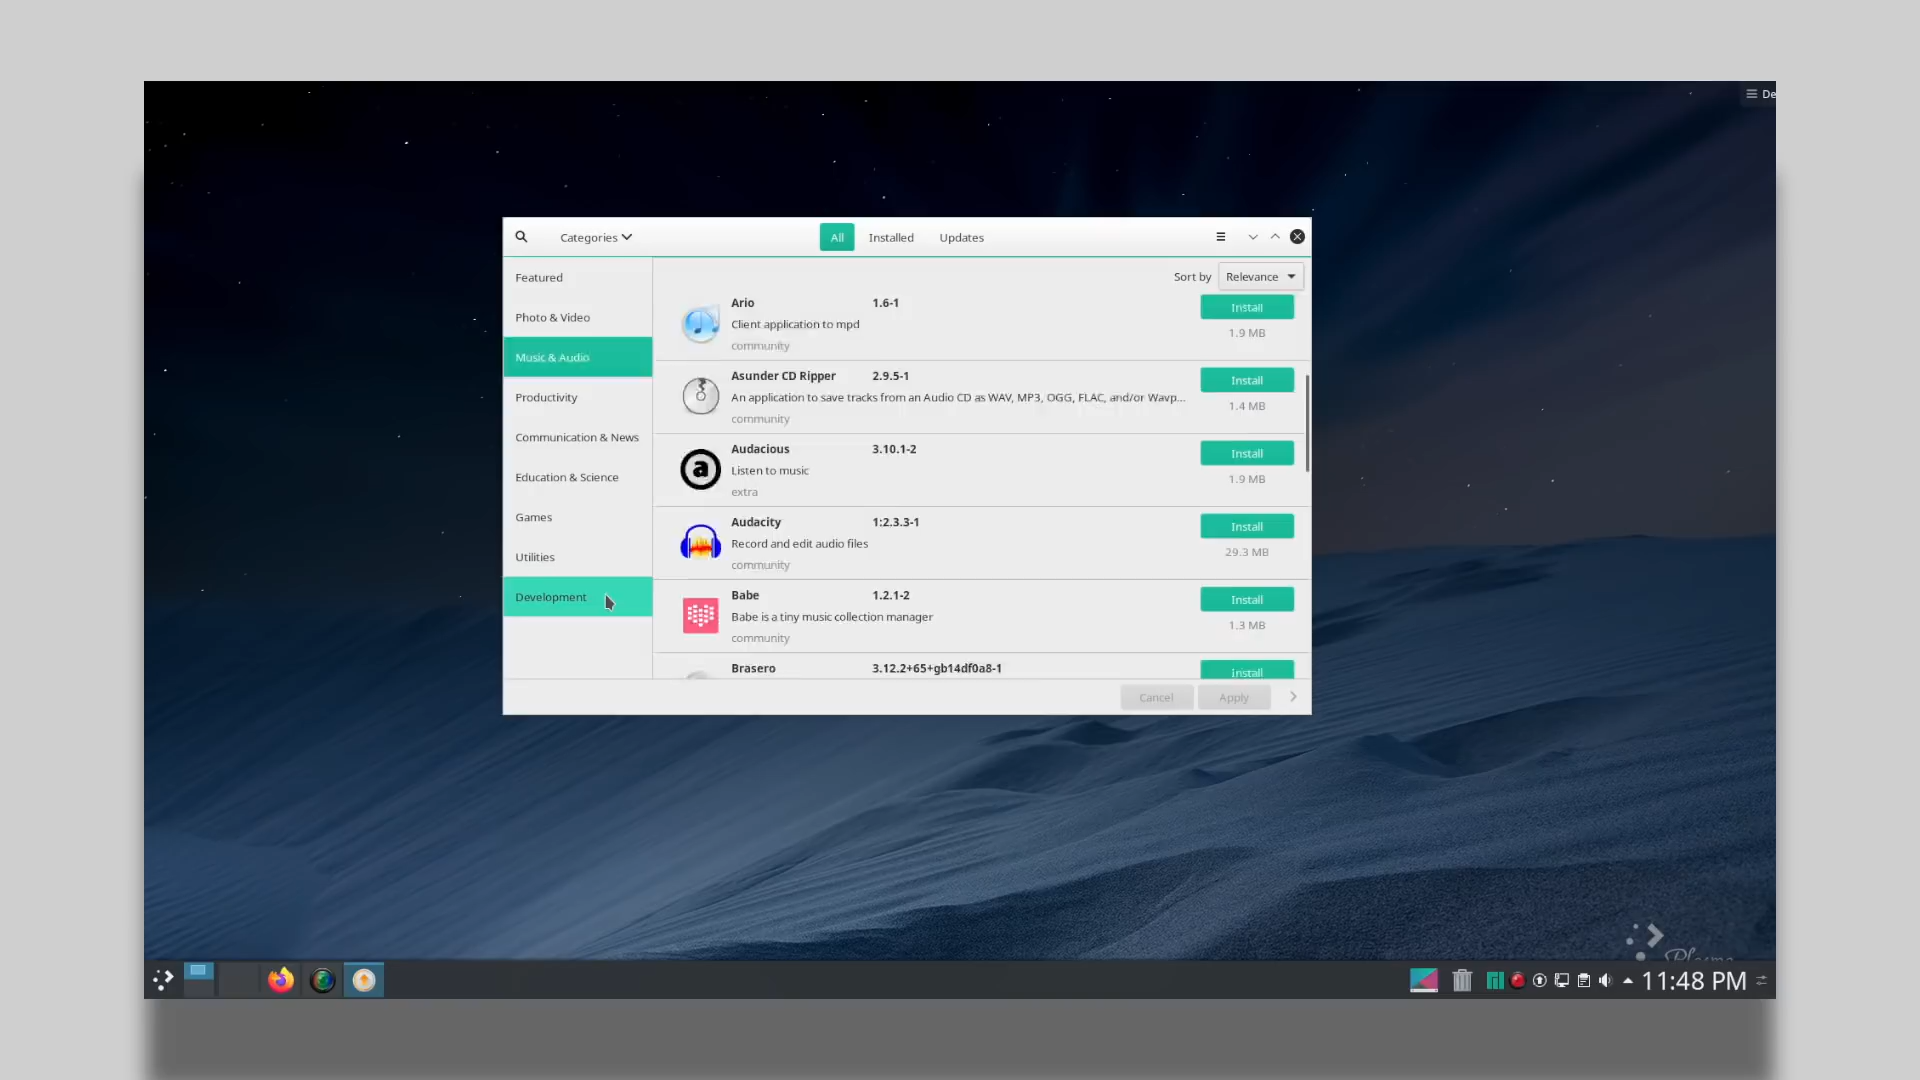 De
Categories
All
Installed
Updates
Sort by
Relevance
Featured
Photo & Video
Music & Audio
Productivity
Communication & News
Education & Science
Games
Utilities
Development
Ario 1.6-1
Install
Client application to mpd
1.9 MB
community
Asunder CD Ripper 2.9.5-1
Install
An application to save tracks from an Audio CD as WAV, MP3, OGG, FLAC, and/or Wavp...
1.4 MB
community
Audacious 3.10.1-2
Install
Listen to music
1.9 MB
extra
Audacity 1:2.3.3-1
Install
Record and edit audio files
29.3 MB
community
Babe 1.2.1-2
Install
Babe is a tiny music collection manager
1.3 MB
community
Brasero 3.12.2+65+gb14df0a8-1
Install
Cancel
Apply
Plasma
11:48 PM